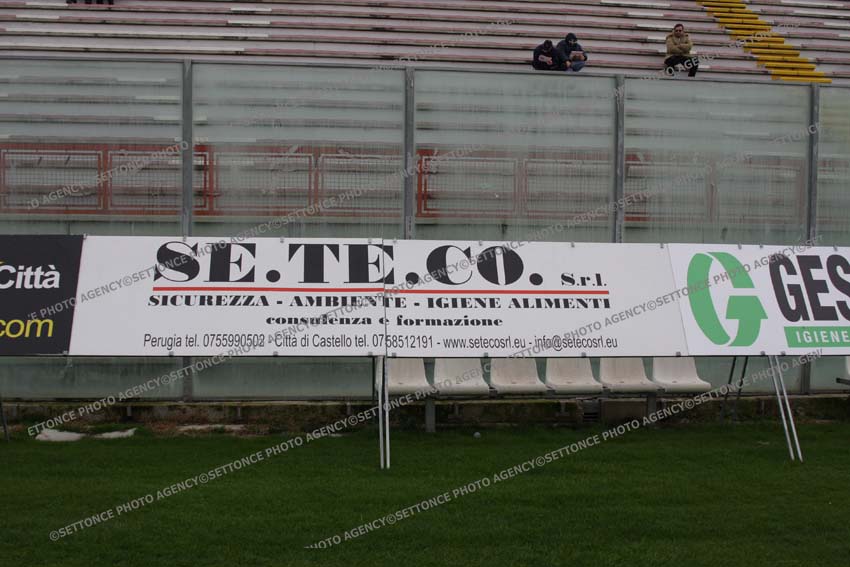 Città
com
SE.TE.CO. S.r.l.
SICUREZZA - AMBIENTE - IGIENE ALIMENTI
consulenza e formazione
Perugia tel. 0755990502 - Città di Castello tel. 0758512191 - www.setecosrl.eu - info@setecosrl.eu
G GES
IGIENE
©SETTONCE PHOTO AGENCY